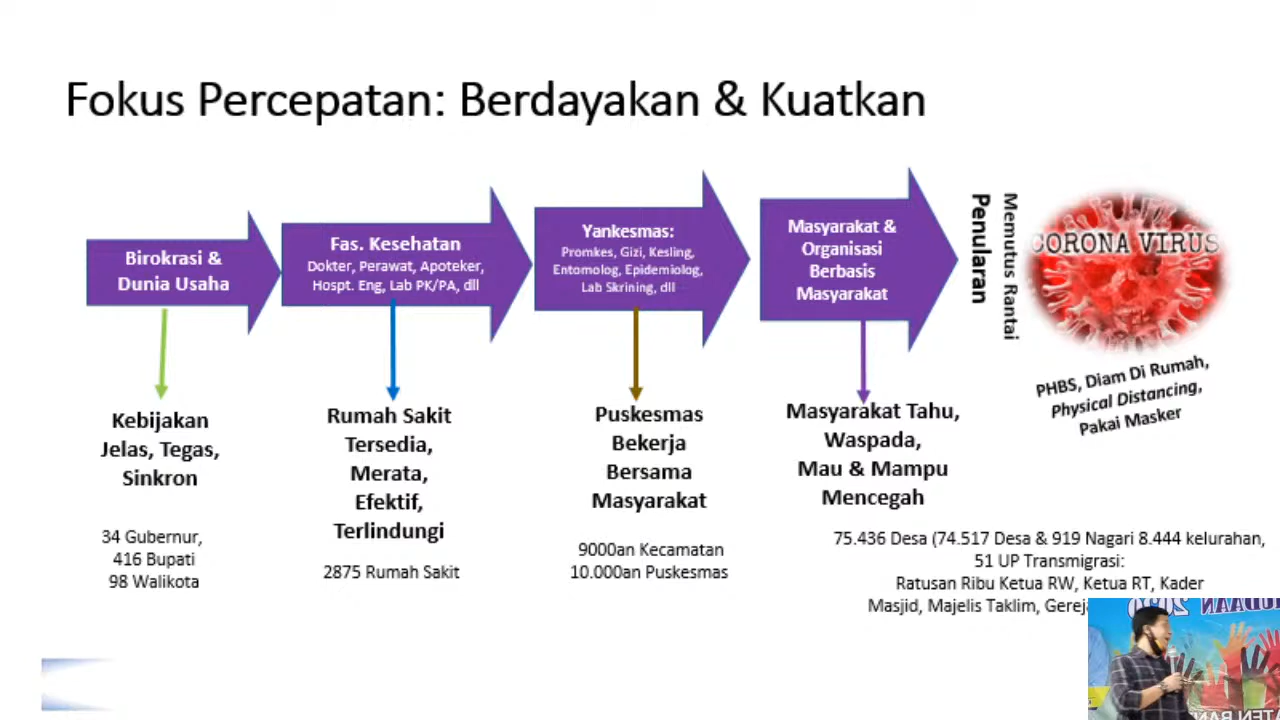 Fokus Percepatan: Berdayakan & Kuatkan
Birokrasi &
Dunia Usaha
Fas. Kesehatan
Dokter, Perawat, Apoteker,
Hospt. Eng, Lab PK/PA, dll
Yankesmas:
Promkes, Gizi, Kesling,
Entomolog, Epidemiolog,
Lab Skrining, dll
Masyarakat &
Organisasi
Berbasis
Masyarakat
Memutus Rantai
Penularan
CORONA VIRUS
PHBS, Diam Di Rumah,
Physical Distancing,
Pakai Masker
Kebijakan
Jelas, Tegas,
Sinkron
34 Gubernur,
416 Bupati
98 Walikota
Rumah Sakit
Tersedia,
Merata,
Efektif,
Terlindungi
2875 Rumah Sakit
Puskesmas
Bekerja
Bersama
Masyarakat
9000an Kecamatan
10.000an Puskesmas
Masyarakat Tahu,
Waspada,
Mau & Mampu
Mencegah
75.436 Desa (74.517 Desa & 919 Nagari 8.444 kelurahan,
51 UP Transmigrasi:
Ratusan Ribu Ketua RW, Ketua RT, Kader
Masjid, Majelis Taklim, Gereja